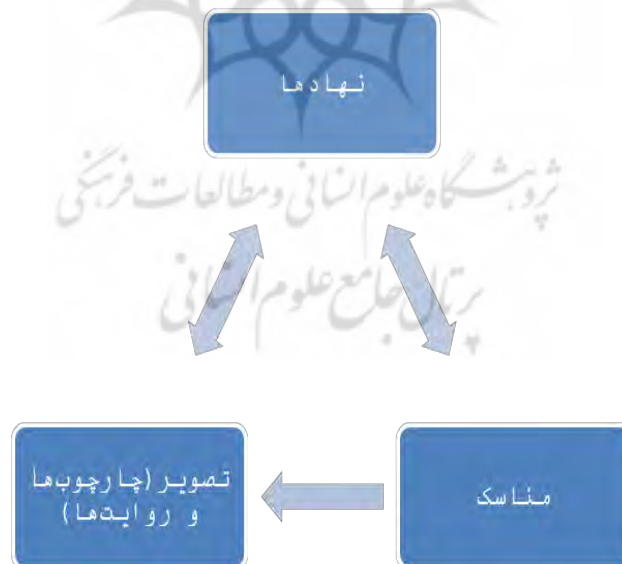 نهادها
پژوهشگاه علوم انسانی و مطالعات فرهنگی
پرتال جامع علوم انسانی
مناسک
تصویر(چارچوب‌ها
و روایت‌ها)